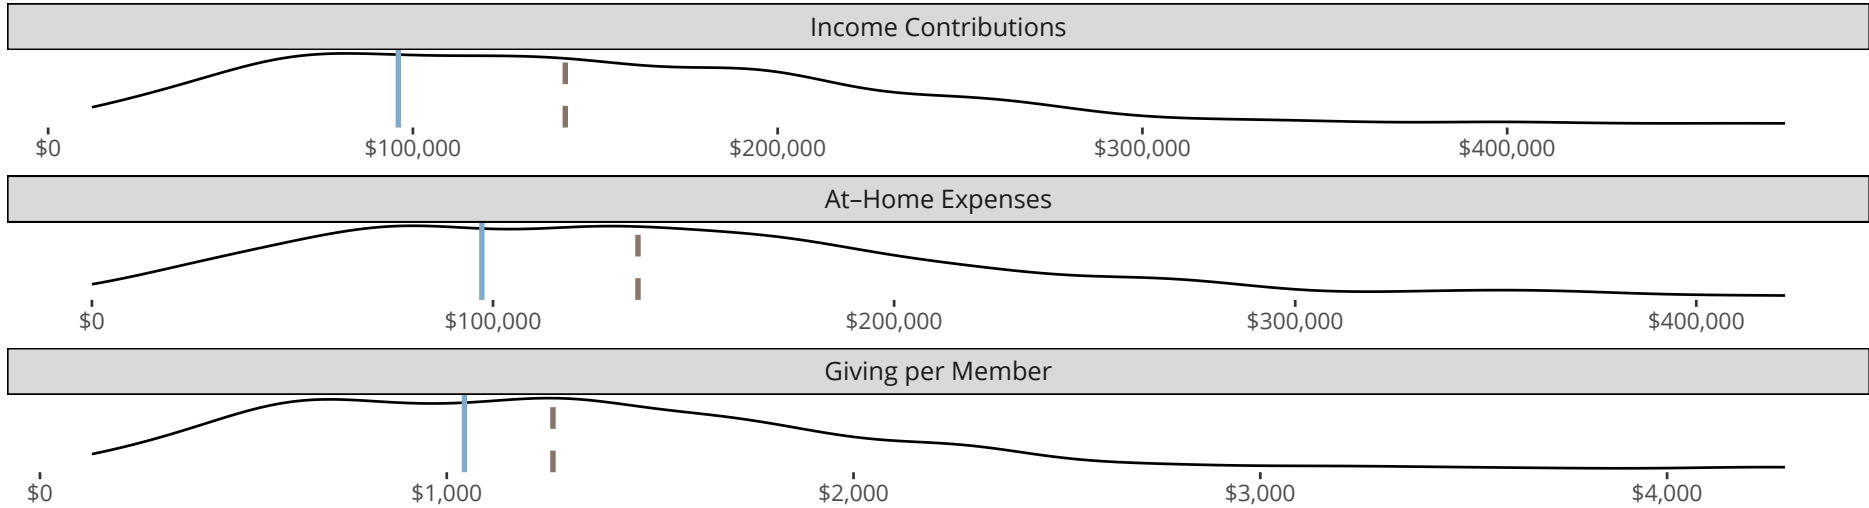 Income Contributions
$0 $100,000 $200,000 $300,000 $400,000
At–Home Expenses
$0 $100,000 $200,000 $300,000 $400,000
Giving per Member
$0 $1,000 $2,000 $3,000 $4,000